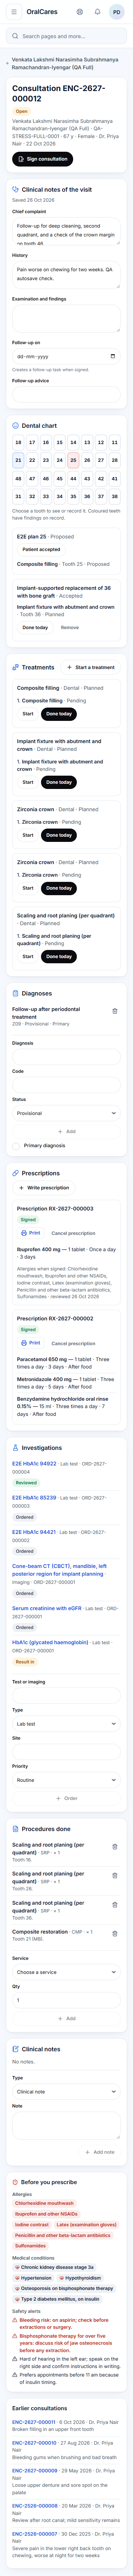 OralCares
PD
Search pages and more...
Venkata Lakshmi Narasimha Subrahmanya
Ramachandran-Iyengar (QA Full)
Consultation ENC-2627-
000012
Open
Venkata Lakshmi Narasimha Subrahmanya
Ramachandran-Iyengar (QA Full) · QA-
STRESS-FULL-0001 · 67 y · Female · Dr. Priya
Nair · 22 Oct 2026
Sign consultation
Clinical notes of the visit
Saved 26 Oct 2026
Chief complaint
Follow-up for deep cleaning, second
quadrant, and a check of the crown margin
on tooth 46
History
Pain worse on chewing for two weeks. QA
autosave check.
Examination and findings
Follow-up on
dd-mm-yyyy
Creates a follow-up task when signed.
Follow-up advice
Dental chart
18 17 16 15 14 13 12 11
21 22 23 24 25 26 27 28
48 47 46 45 44 43 42 41
31 32 33 34 35 36 37 38
Choose a tooth to see or record it. Coloured teeth
have findings on record.
E2E plan 25 · Proposed
Patient accepted
Composite filling · Tooth 25 · Proposed
Implant-supported replacement of 36
with bone graft · Accepted
Implant fixture with abutment and crown
· Tooth 36 · Planned
Done today Remove
Treatments
Start a treatment
Composite filling · Dental · Planned
1. Composite filling · Pending
Start Done today
Implant fixture with abutment and
crown · Dental · Planned
1. Implant fixture with abutment and
crown · Pending
Start Done today
Zirconia crown · Dental · Planned
1. Zirconia crown · Pending
Start Done today
Zirconia crown · Dental · Planned
1. Zirconia crown · Pending
Start Done today
Scaling and root planing (per quadrant)
· Dental · Planned
1. Scaling and root planing (per
quadrant) · Pending
Start Done today
Diagnoses
Follow-up after periodontal
treatment
Z09 · Provisional · Primary
Diagnosis
Code
Status
Provisional
Primary diagnosis
Add
Prescriptions
Write prescription
Prescription RX-2627-000003
Signed
Print Cancel prescription
Ibuprofen 400 mg — 1 tablet · Once a day
· 3 days
Allergies when signed: Chlorhexidine
mouthwash, Ibuprofen and other NSAIDs,
Iodine contrast, Latex (examination gloves),
Penicillin and other beta-lactam antibiotics,
Sulfonamides · reviewed 26 Oct 2026
Prescription RX-2627-000002
Signed
Print Cancel prescription
Paracetamol 650 mg — 1 tablet · Three
times a day · 3 days · After food
Metronidazole 400 mg — 1 tablet · Three
times a day · 5 days · After food
Benzydamine hydrochloride oral rinse
0.15% — 15 ml · Three times a day · 7
days · After food
Investigations
E2E HbA1c 94922 · Lab test · ORD-2627-
000004
Reviewed
E2E HbA1c 85239 · Lab test · ORD-2627-
000003
Ordered
E2E HbA1c 94421 · Lab test · ORD-2627-
000002
Ordered
Cone-beam CT (CBCT), mandible, left
posterior region for implant planning ·
Imaging · ORD-2627-000001
Ordered
Serum creatinine with eGFR · Lab test · ORD-
2627-000001
Ordered
HbA1c (glycated haemoglobin) · Lab test ·
ORD-2627-000001
Result in
Test or imaging
Type
Lab test
Site
Priority
Routine
Order
Procedures done
Scaling and root planing (per
quadrant) · SRP · × 1
Tooth 16.
Scaling and root planing (per
quadrant) · SRP · × 1
Tooth 26.
Scaling and root planing (per
quadrant) · SRP · × 1
Tooth 36.
Composite restoration · CMP · × 1
Tooth 21 (MB).
Service
Choose a service
Qty
1
Add
Clinical notes
No notes.
Type
Clinical note
Note
Add note
Before you prescribe
Allergies
Chlorhexidine mouthwash
Ibuprofen and other NSAIDs
Iodine contrast Latex (examination gloves)
Penicillin and other beta-lactam antibiotics
Sulfonamides
Medical conditions
Chronic kidney disease stage 3a
Hypertension Hypothyroidism
Osteoporosis on bisphosphonate therapy
Type 2 diabetes mellitus, on insulin
Safety alerts
Bleeding risk: on aspirin; check before
extractions or surgery.
Bisphosphonate therapy for over five
years: discuss risk of jaw osteonecrosis
before any extraction.
Hard of hearing in the left ear; speak on the
right side and confirm instructions in writing.
Prefers appointments before 11 am because
of insulin timing.
Earlier consultations
ENC-2627-000011 · 8 Oct 2026 · Dr. Priya Nair
Broken filling in an upper front tooth
ENC-2627-000010 · 27 Aug 2026 · Dr. Priya
Nair
Bleeding gums when brushing and bad breath
ENC-2627-000009 · 28 May 2026 · Dr. Priya
Nair
Loose upper denture and sore spot on the
palate
ENC-2526-000008 · 20 Mar 2026 · Dr. Priya Nair
Review after root canal; mild sensitivity remains
ENC-2526-000007 · 30 Dec 2025 · Dr. Priya
Nair
Severe pain in the lower right back tooth on
chewing, worse at night for two weeks